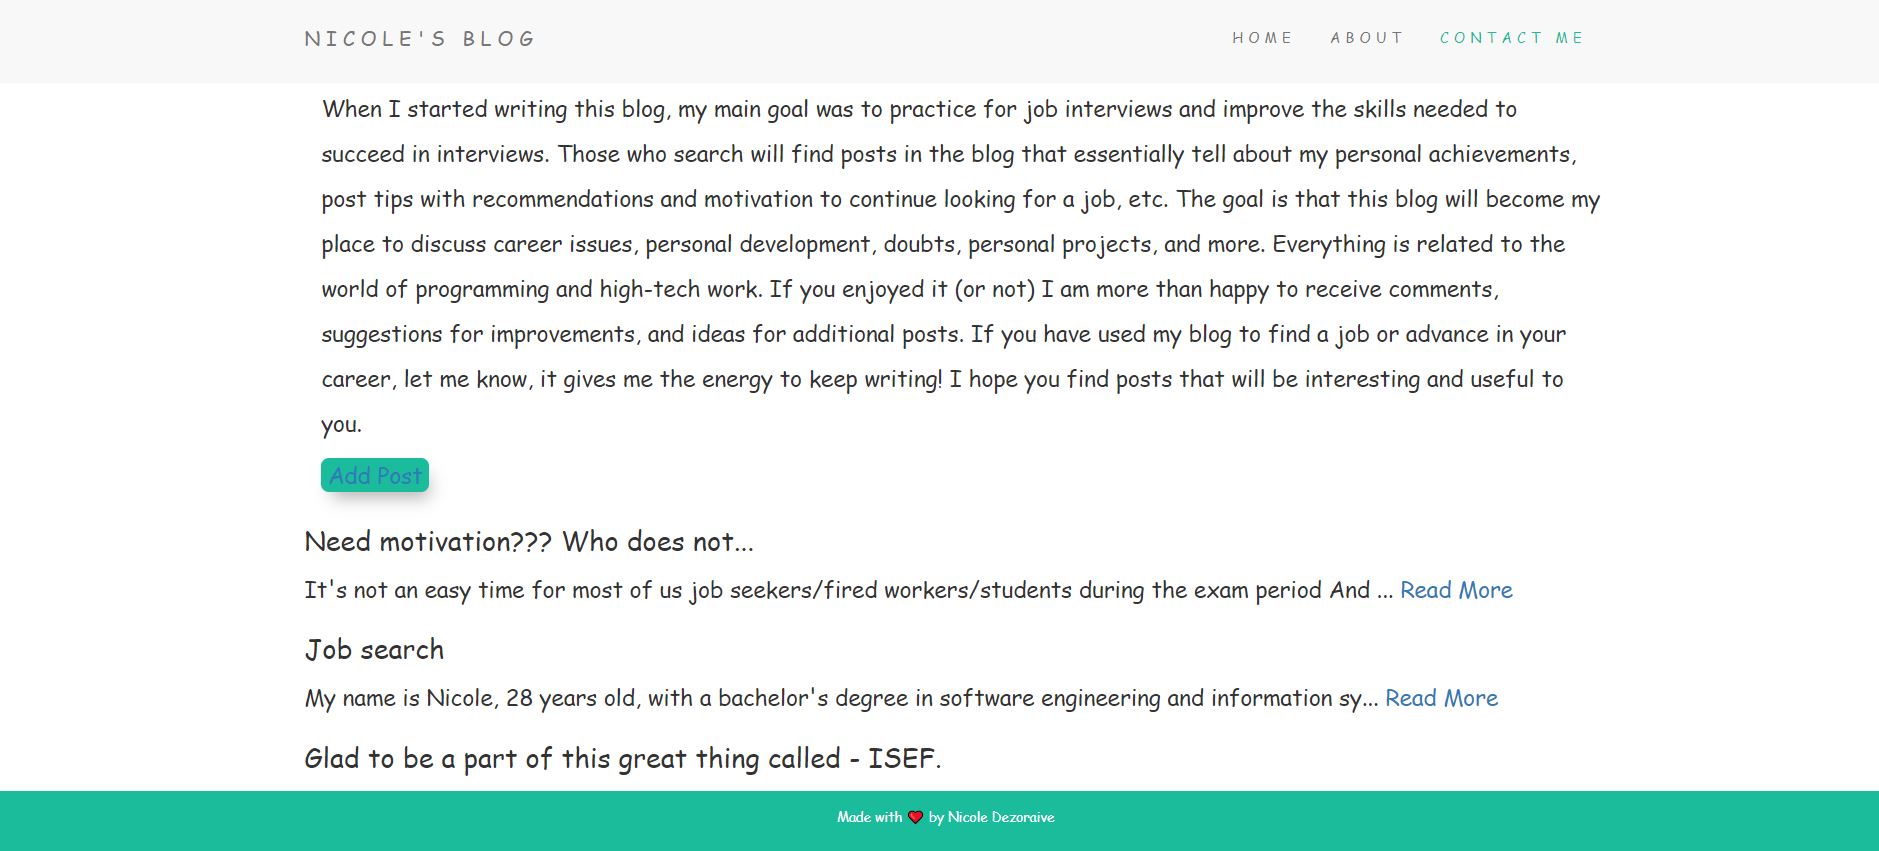 NICOLE'S BLOG
HOME ABOUT CONTACT ME
When I started writing this blog, my main goal was to practice for job interviews and improve the skills needed to
succeed in interviews. Those who search will find posts in the blog that essentially tell about my personal achievements,
post tips with recommendations and motivation to continue looking for a job, etc. The goal is that this blog will become my
place to discuss career issues, personal development, doubts, personal projects, and more. Everything is related to the
world of programming and high-tech work. If you enjoyed it (or not) I am more than happy to receive comments,
suggestions for improvements, and ideas for additional posts. If you have used my blog to find a job or advance in your
career, let me know, it gives me the energy to keep writing! I hope you find posts that will be interesting and useful to
you.
Add Post
Need motivation??? Who does not...
It's not an easy time for most of us job seekers/fired workers/students during the exam period And ... Read More
Job search
My name is Nicole, 28 years old, with a bachelor's degree in software engineering and information sy... Read More
Glad to be a part of this great thing called - ISEF.
Made with ❤ by Nicole Dezoraive